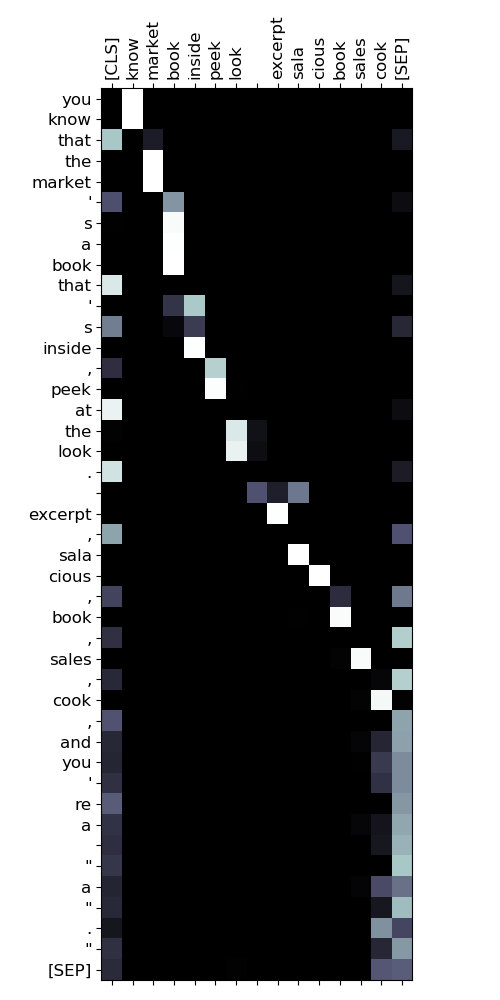 [CLS]
know
market
book
inside
peek
look
excerpt
sala
cious
book
sales
cook
[SEP]
you
know
that
the
market
'
s
a
book
that
'
s
inside
,
peek
at
the
look
.
excerpt
,
sala
cious
,
book
,
sales
,
cook
,
and
you
'
re
a
"
a
"
.
"
[SEP]